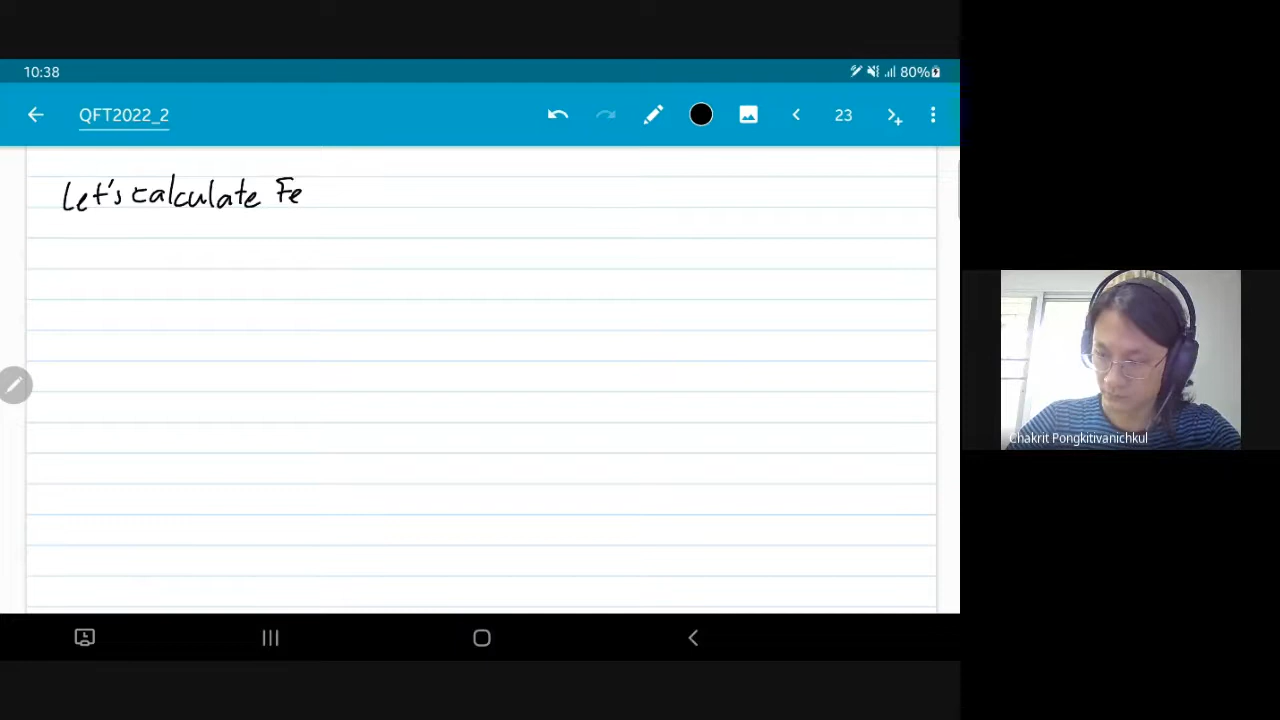 10:38
80%
QFT2022_2
23
Let's calculate Fe
Chakrit Pongkitivanichkul